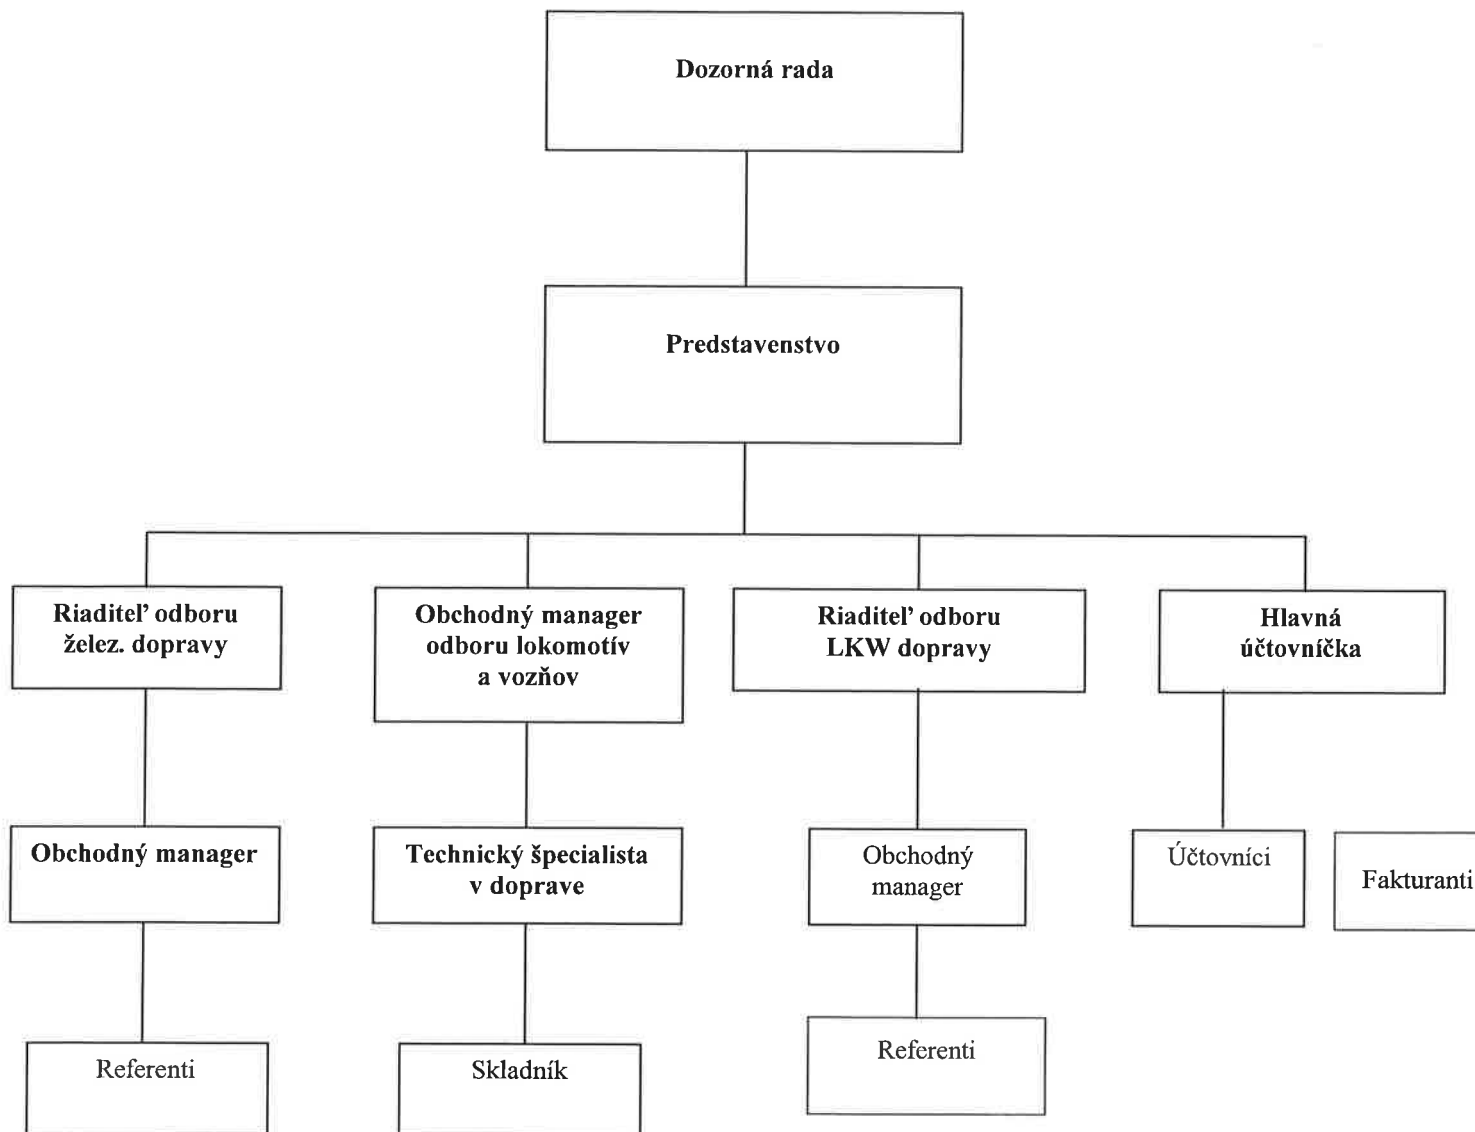 Dozorná rada
Predstavenstvo
Riaditeľ odboru
želez. dopravy
Obchodný manager
odboru lokomotív
a vozňov
Riaditeľ odboru
LKW dopravy
Hlavná
účtovníčka
Obchodný manager
Technický špecialista
v doprave
Obchodný
manager
Účtovníci
Fakturanti
Referenti
Skladník
Referenti